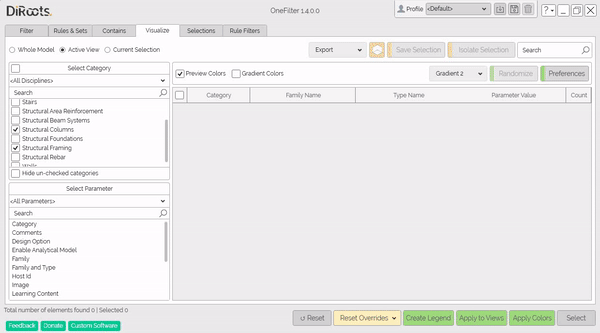 DiRoots.
OneFilter 1.4.0.0
Profile <Default>
?
Filter Rules & Sets Contains Visualize Selections Rule Filters
Whole Model Active View Current Selection
Export Save Selection Isolate Selection Search
Select Category
<All Disciplines>
Search
Stairs
Structural Area Reinforcement
Structural Beam Systems
Structural Columns
Structural Foundations
Structural Framing
Structural Rebar
Walls
Hide un-checked categories
Preview Colors Gradient Colors Gradient 2 Randomize Preferences
Category Family Name Type Name Parameter Value Count
Select Parameter
<All Parameters>
Search
Category
Comments
Design Option
Enable Analytical Model
Family
Family and Type
Host Id
Image
Learning Content
Total number of elements found 0 | Selected 0
Feedback Donate Custom Software
Reset Reset Overrides Create Legend Apply to Views Apply Colors Select